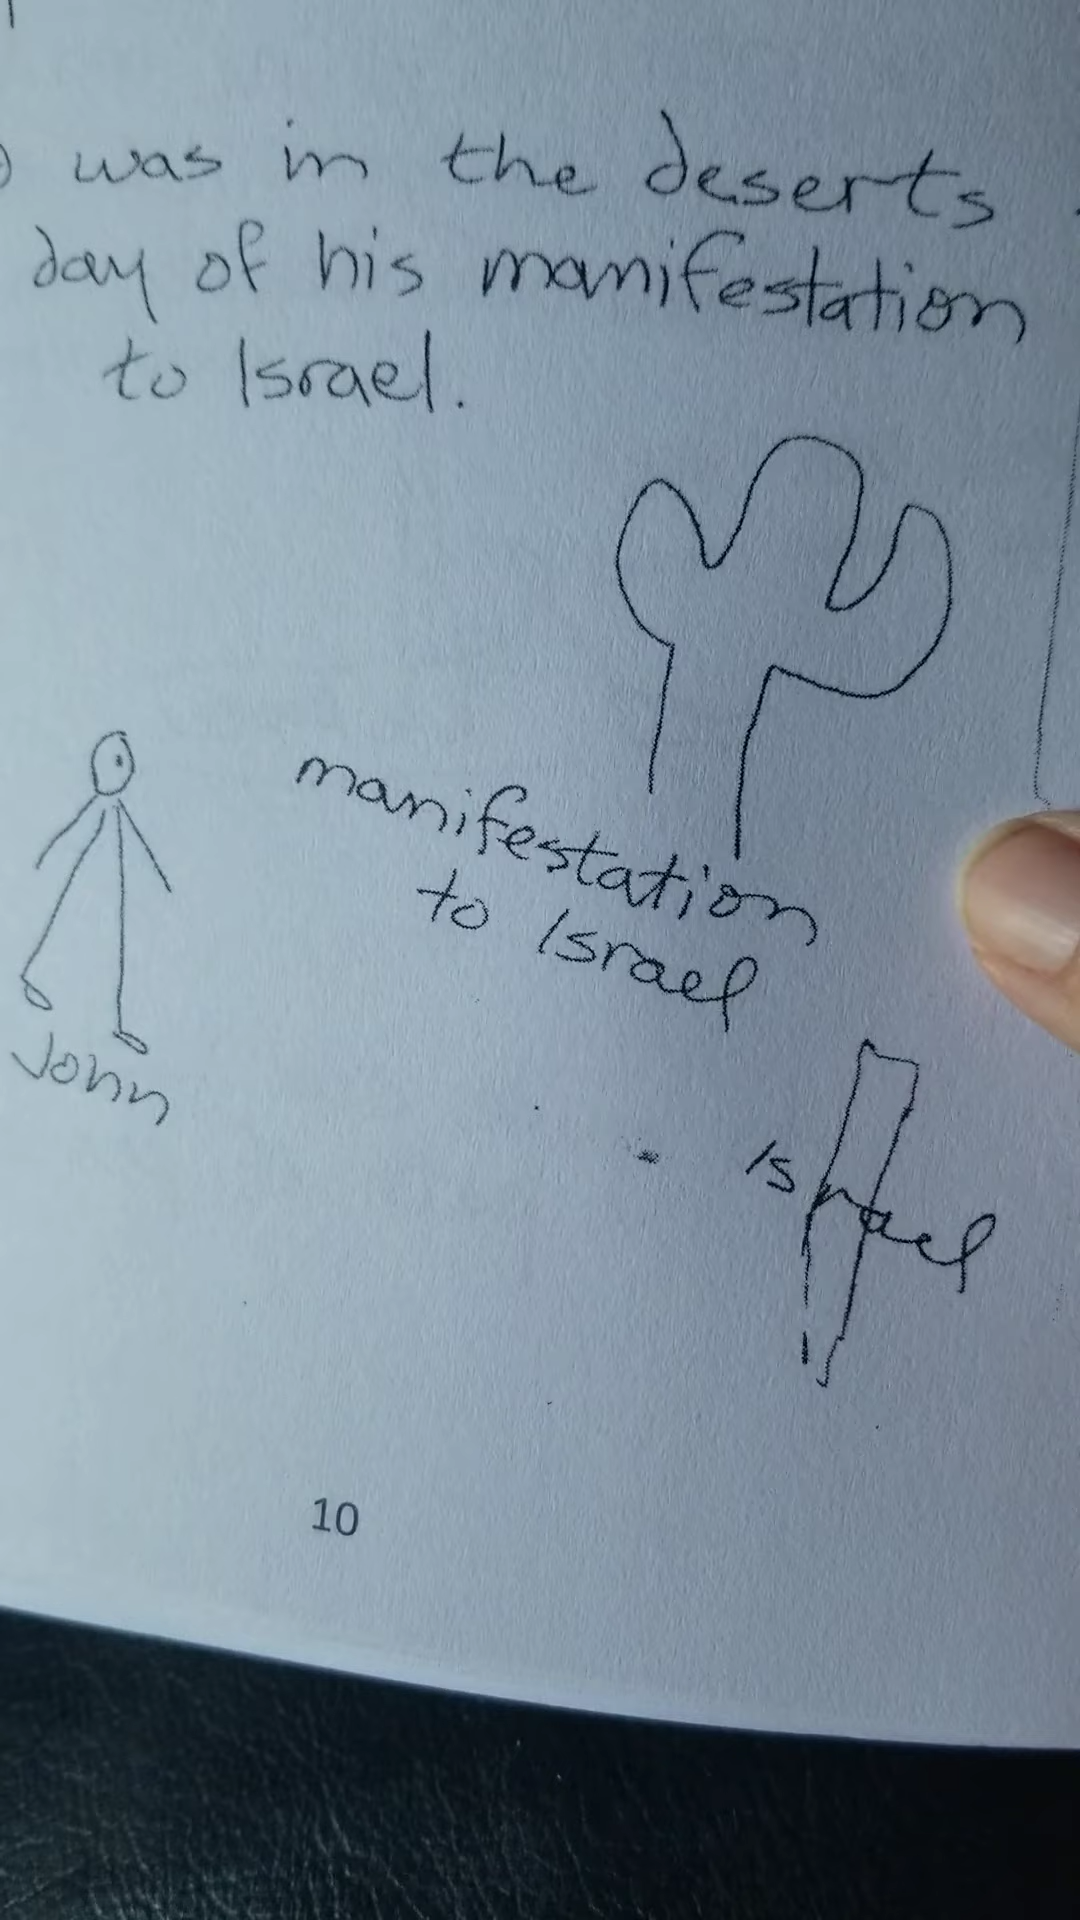 was in the deserts
day of his manifestation
to Israel.
manifestation
to Israel
John
Israel
10